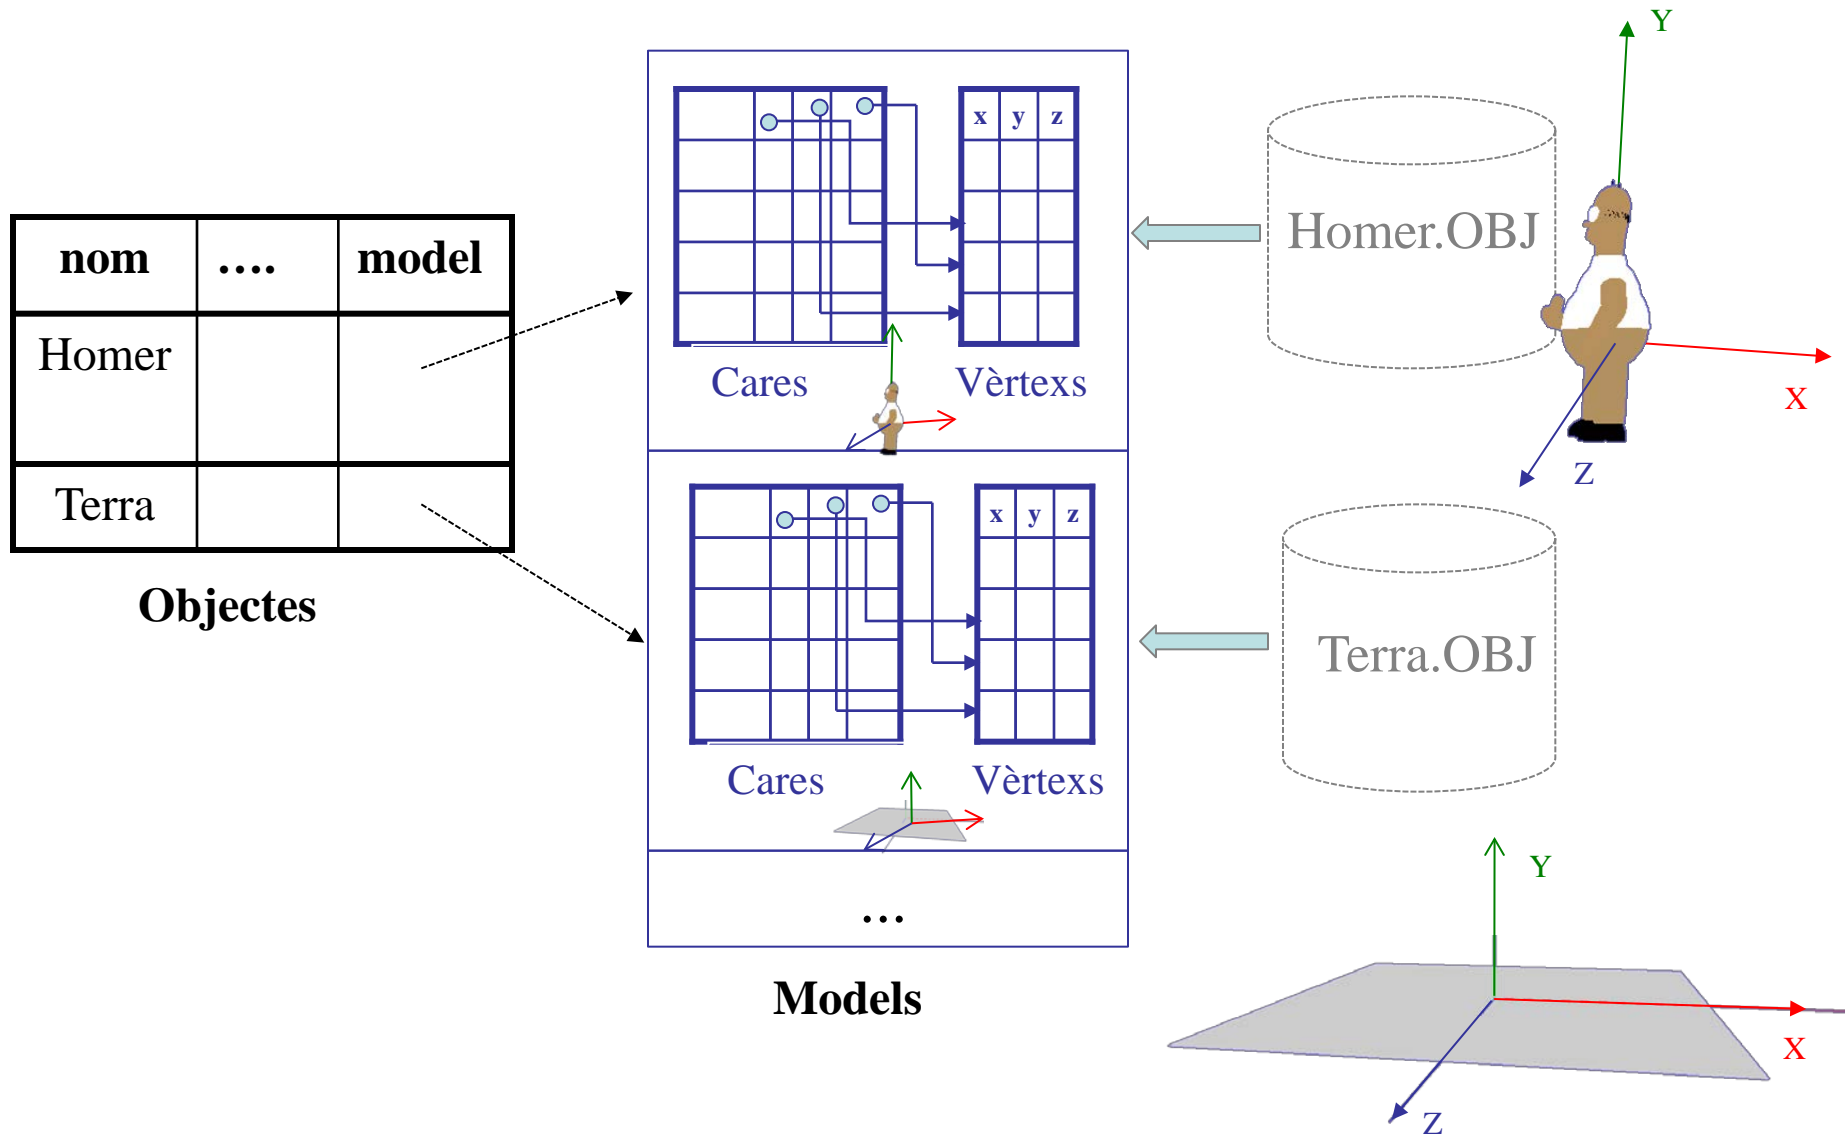 nom …. model
Homer
Terra
Objectes
x y z
Cares Vèrtexs
x y z
Cares Vèrtexs
…
Models
Homer.OBJ
Y
X
Z
Terra.OBJ
Y
X
Z